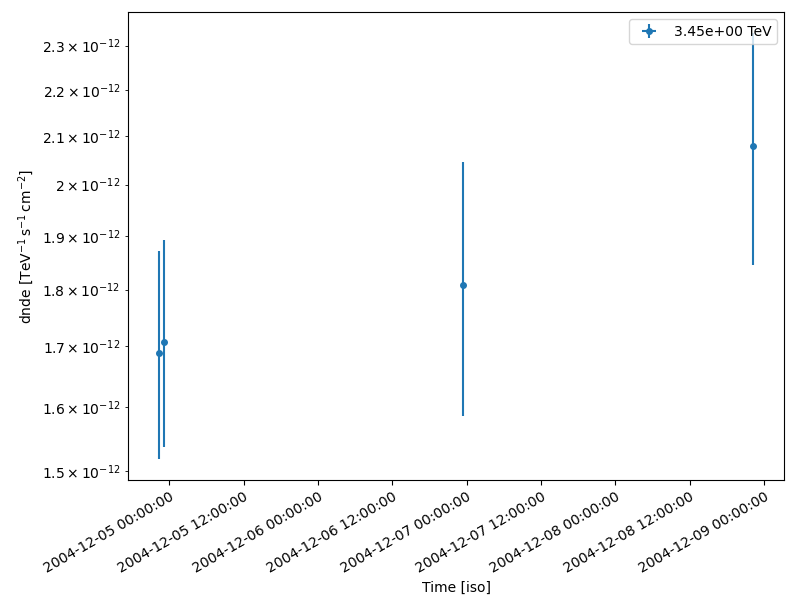 3.45e+00 TeV
2.3 × 10⁻¹²
2.2 × 10⁻¹²
2.1 × 10⁻¹²
2 × 10⁻¹²
1.9 × 10⁻¹²
1.8 × 10⁻¹²
1.7 × 10⁻¹²
1.6 × 10⁻¹²
1.5 × 10⁻¹²
dnde [TeV⁻¹ s⁻¹ cm⁻²]
2004-12-05 00:00:00
2004-12-05 12:00:00
2004-12-06 00:00:00
2004-12-06 12:00:00
2004-12-07 00:00:00
2004-12-07 12:00:00
2004-12-08 00:00:00
2004-12-08 12:00:00
2004-12-09 00:00:00
Time [iso]